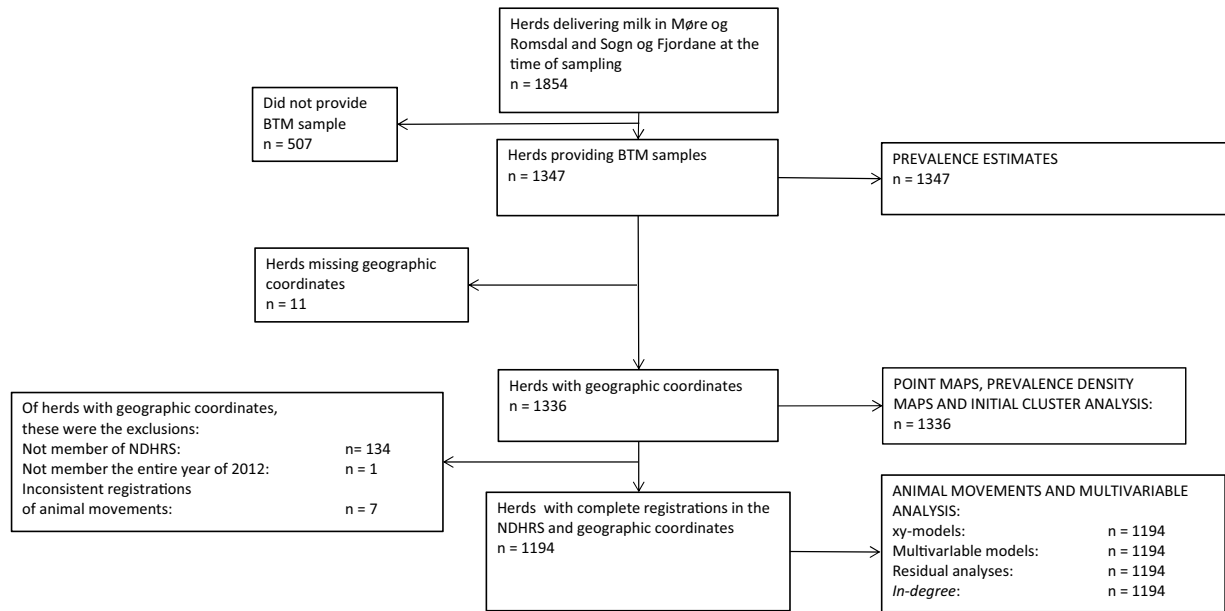 Herds delivering milk in Møre og
Romsdal and Sogn og Fjordane at the
time of sampling
n = 1854
Did not provide
BTM sample
n = 507
Herds providing BTM samples
n = 1347
PREVALENCE ESTIMATES
n = 1347
Herds missing geographic
coordinates
n = 11
Herds with geographic coordinates
n = 1336
POINT MAPS, PREVALENCE DENSITY
MAPS AND INITIAL CLUSTER ANALYSIS:
n = 1336
Of herds with geographic coordinates,
these were the exclusions:
Not member of NDHRS: n= 134
Not member the entire year of 2012: n = 1
Inconsistent registrations
of animal movements: n = 7
Herds with complete registrations in the
NDHRS and geographic coordinates
n = 1194
ANIMAL MOVEMENTS AND MULTIVARIABLE
ANALYSIS:
xy-models: n = 1194
Multivariable models: n = 1194
Residual analyses: n = 1194
In-degree: n = 1194